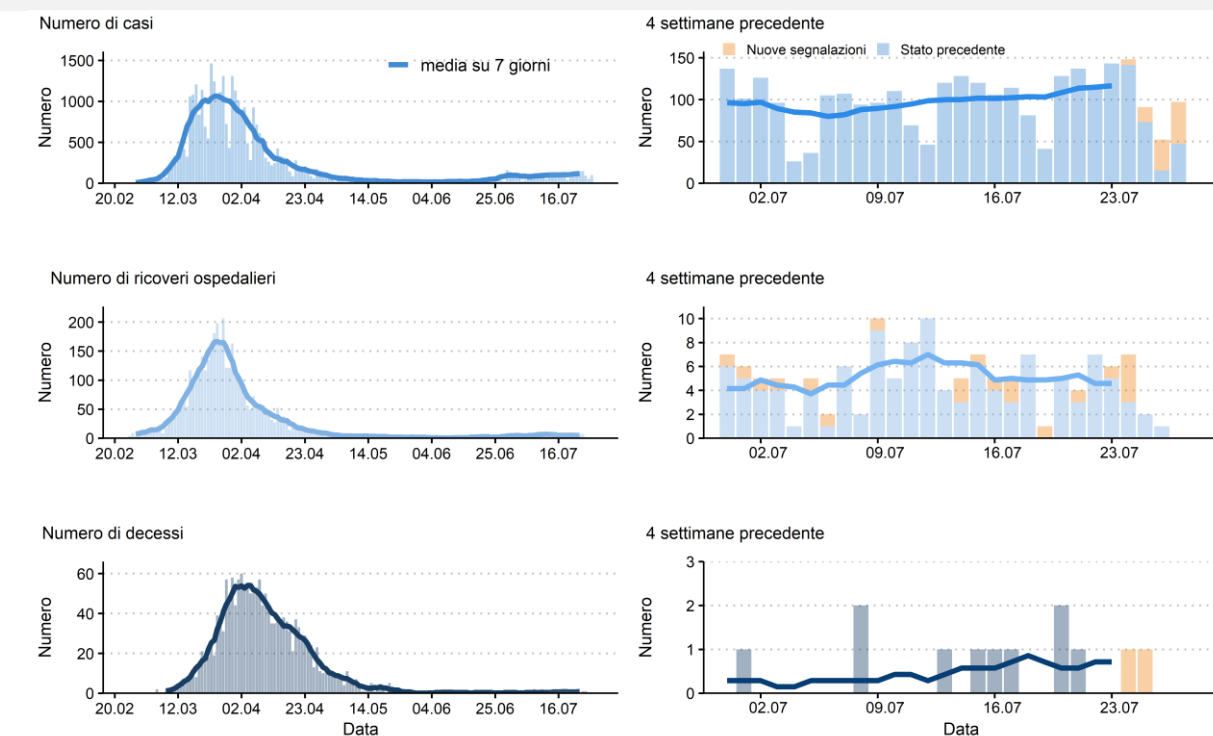 Numero di casi
4 settimane precedente
Numero
1500
1000
500
0
media su 7 giorni
20.02 12.03 02.04 23.04 14.05 04.06 25.06 16.07
Numero
150
100
50
0
Nuove segnalazioni Stato precedente
02.07 09.07 16.07 23.07
Numero di ricoveri ospedalieri
4 settimane precedente
Numero
200
150
100
50
0
20.02 12.03 02.04 23.04 14.05 04.06 25.06 16.07
Numero
10
8
6
4
2
0
02.07 09.07 16.07 23.07
Numero di decessi
4 settimane precedente
Numero
60
40
20
0
20.02 12.03 02.04 23.04 14.05 04.06 25.06 16.07
Data
Numero
3
2
1
0
02.07 09.07 16.07 23.07
Data